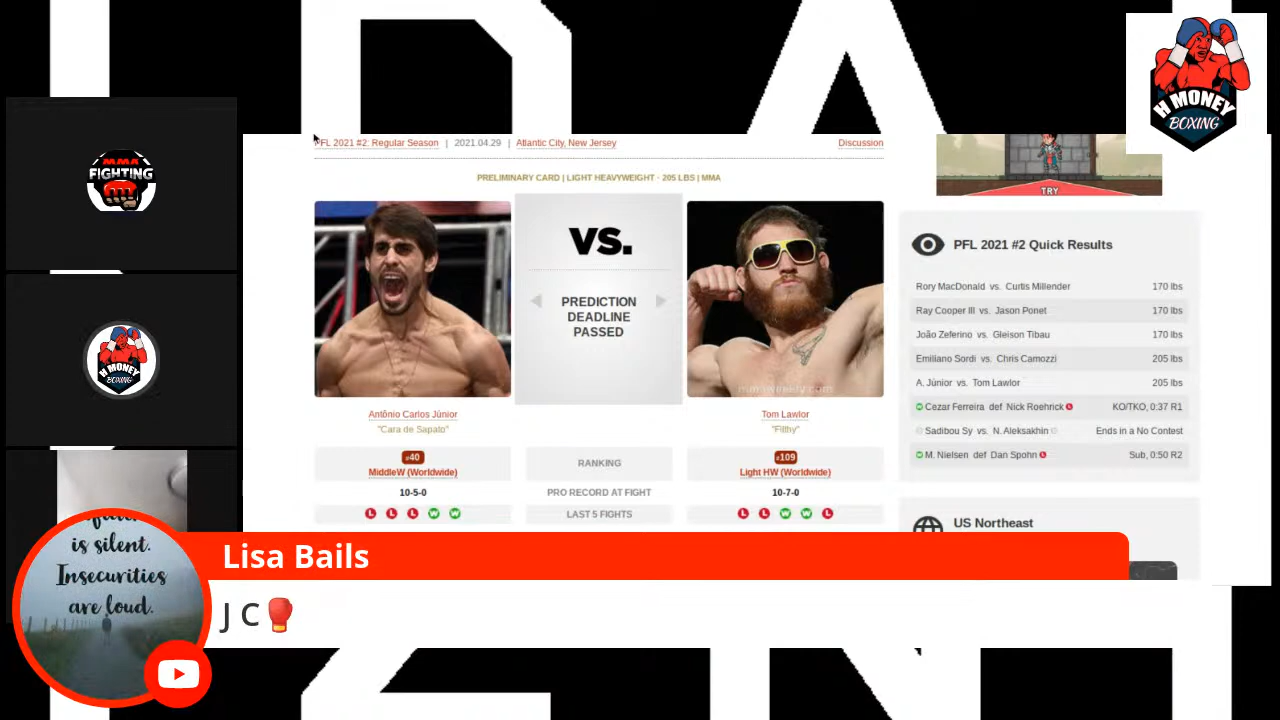 H MONEY
BOXING
MMA
FIGHTING
H MONEY
BOXING
PFL 2021 #2: Regular Season | 2021.04.29 | Atlantic City, New Jersey
Discussion
TRY
PRELIMINARY CARD | LIGHT HEAVYWEIGHT · 205 LBS | MMA
VS.
PREDICTION
DEADLINE
PASSED
mmaweekly.com
Antônio Carlos Júnior
"Cara de Sapato"
Tom Lawlor
"Filthy"
#40
MiddleW (Worldwide)
RANKING
#109
Light HW (Worldwide)
10-5-0 PRO RECORD AT FIGHT 10-7-0
L L L W W LAST 5 FIGHTS L L W W L
PFL 2021 #2 Quick Results
Rory MacDonald vs. Curtis Millender 170 lbs
Ray Cooper III vs. Jason Ponet 170 lbs
João Zeferino vs. Gleison Tibau 170 lbs
Emiliano Sordi vs. Chris Camozzi 205 lbs
A. Júnior vs. Tom Lawlor 205 lbs
W Cezar Ferreira def Nick Roehrick L KO/TKO, 0:37 R1
Sadibou Sy vs. N. Aleksakhin Ends in a No Contest
W M. Nielsen def Dan Spohn L Sub, 0:50 R2
US Northeast
is silent.
Insecurities
are loud.
Lisa Bails
J C🥊